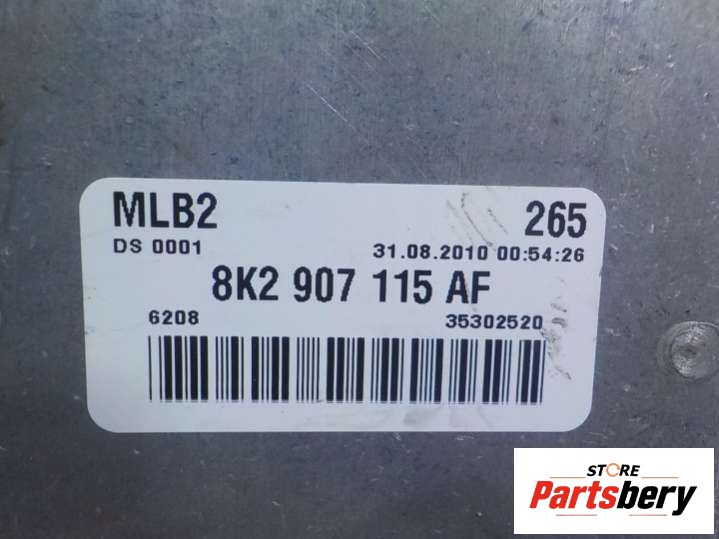 MLB2 265
DS 0001 31.08.2010 00:54:26
8K2 907 115 AF
6208 35302520
STORE
Partsbery